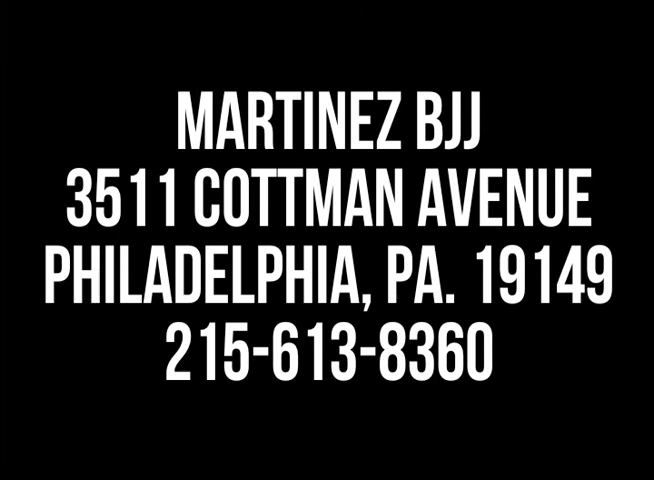 MARTINEZ BJJ
3511 COTTMAN AVENUE
PHILADELPHIA, PA. 19149
215-613-8360